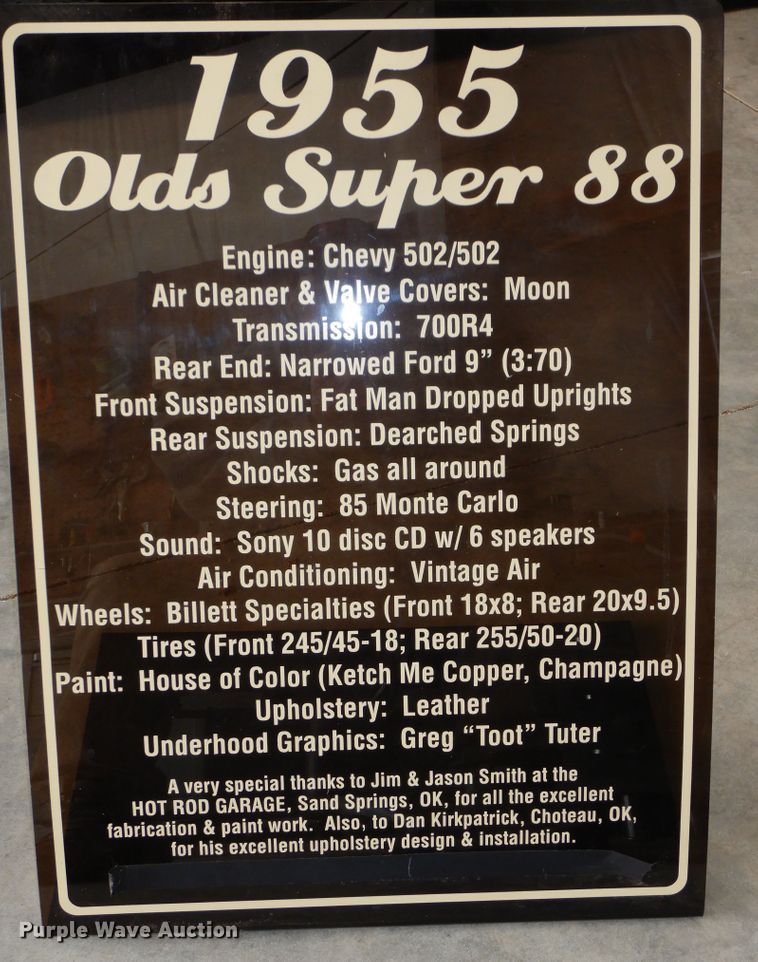 1955
Olds Super 88
Engine: Chevy 502/502
Air Cleaner & Valve Covers: Moon
Transmission: 700R4
Rear End: Narrowed Ford 9” (3:70)
Front Suspension: Fat Man Dropped Uprights
Rear Suspension: Dearched Springs
Shocks: Gas all around
Steering: 85 Monte Carlo
Sound: Sony 10 disc CD w/ 6 speakers
Air Conditioning: Vintage Air
Wheels: Billett Specialties (Front 18x8; Rear 20x9.5)
Tires (Front 245/45-18; Rear 255/50-20)
Paint: House of Color (Ketch Me Copper, Champagne)
Upholstery: Leather
Underhood Graphics: Greg “Toot” Tuter
A very special thanks to Jim & Jason Smith at the
HOT ROD GARAGE, Sand Springs, OK, for all the excellent
fabrication & paint work. Also, to Dan Kirkpatrick, Choteau, OK,
for his excellent upholstery design & installation.
Purple Wave Auction